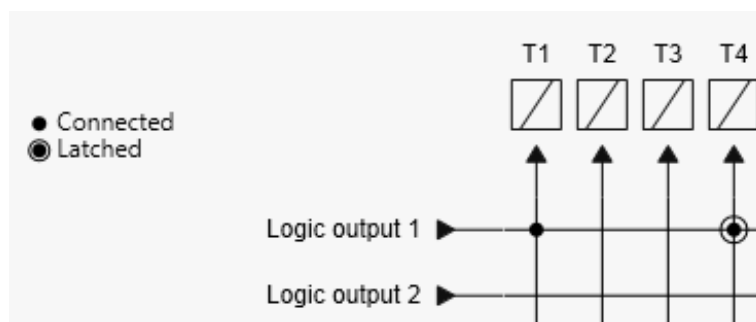 T1 T2 T3 T4
Connected
Latched
Logic output 1
Logic output 2